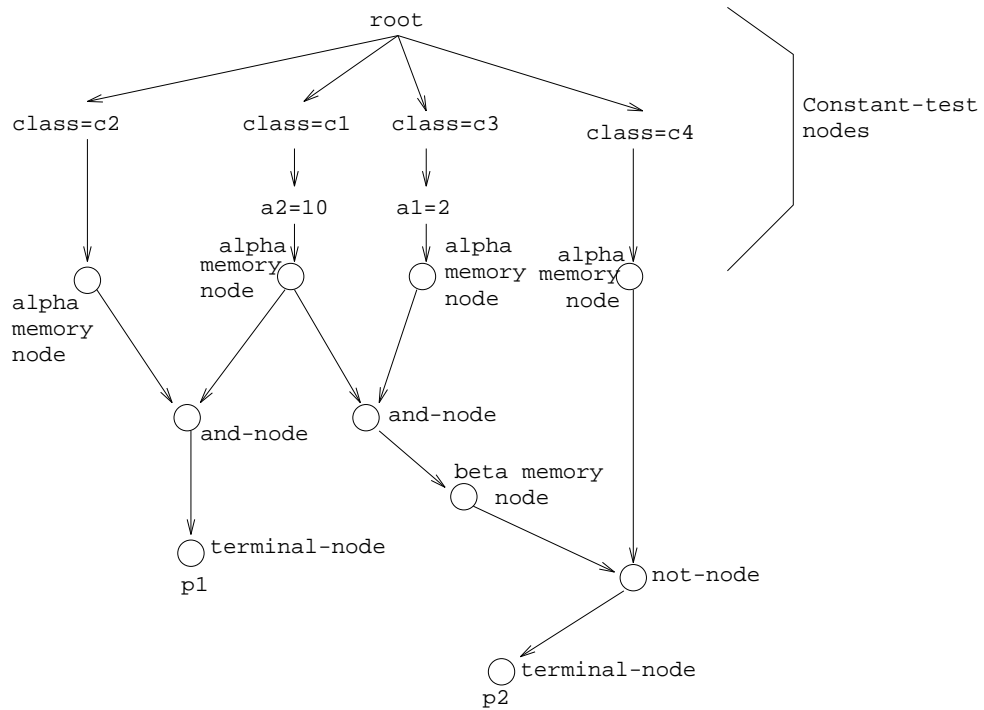 root
Constant-test
nodes
class=c2
class=c1
class=c3
class=c4
a2=10
a1=2
alpha
memory
node
alpha
memory
node
alpha
memory
node
alpha
memory
node
and-node
and-node
beta memory
node
terminal-node
p1
not-node
terminal-node
p2